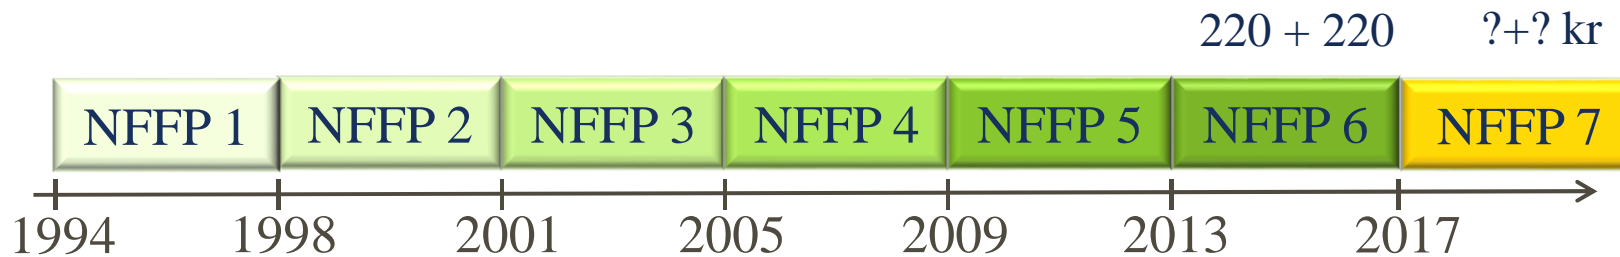 220 + 220 ?+? kr
NFFP 1 NFFP 2 NFFP 3 NFFP 4 NFFP 5 NFFP 6 NFFP 7
1994 1998 2001 2005 2009 2013 2017